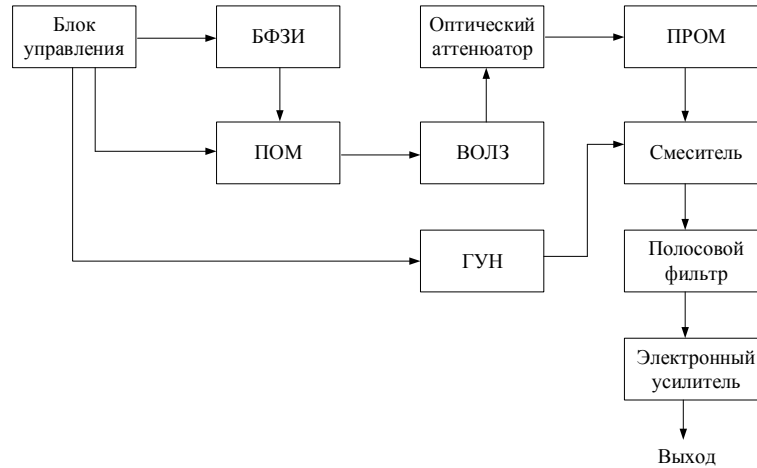 Блок
управления
БФЗИ
Оптический
аттенюатор
ПРОМ
ПОМ
ВОЛЗ
Смеситель
ГУН
Полосовой
фильтр
Электронный
усилитель
Выход